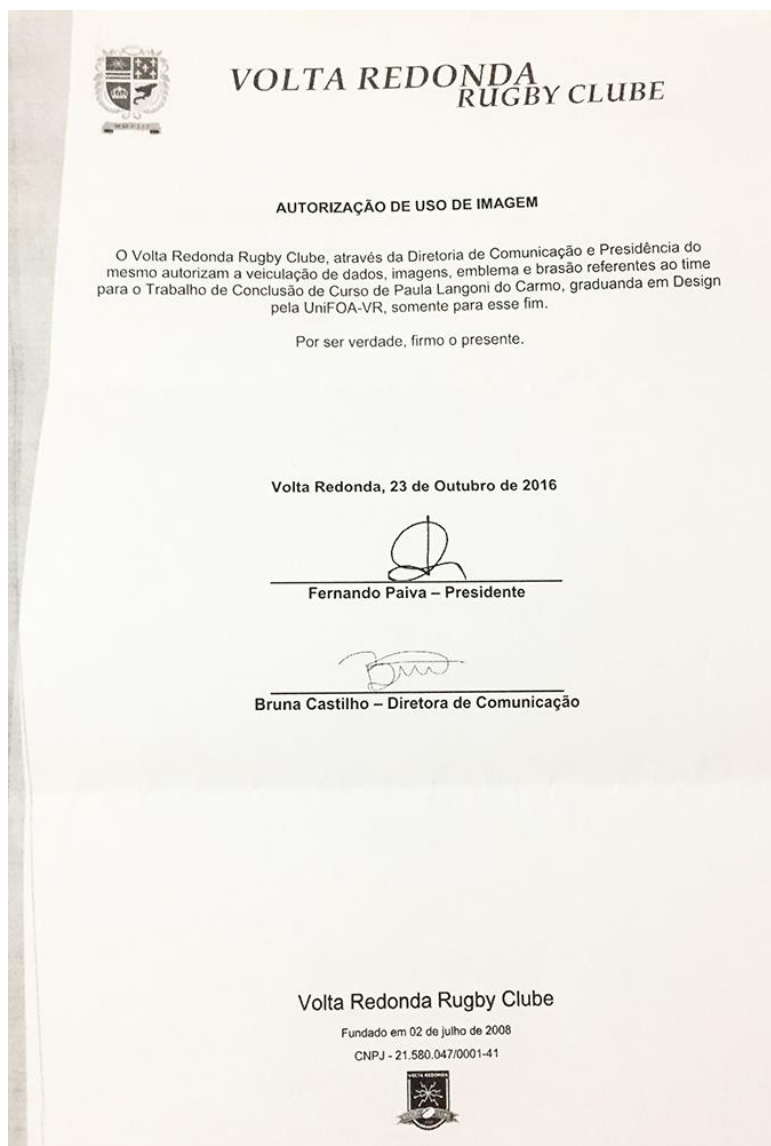 VOLTA REDONDA
RUGBY CLUBE
AUTORIZAÇÃO DE USO DE IMAGEM
O Volta Redonda Rugby Clube, através da Diretoria de Comunicação e Presidência do
mesmo autorizam a veiculação de dados, imagens, emblema e brasão referentes ao time
para o Trabalho de Conclusão de Curso de Paula Langoni do Carmo, graduanda em Design
pela UniFOA-VR, somente para esse fim.
Por ser verdade, firmo o presente.
Volta Redonda, 23 de Outubro de 2016
Fernando Paiva – Presidente
Bruna Castilho – Diretora de Comunicação
Volta Redonda Rugby Clube
Fundado em 02 de julho de 2008
CNPJ - 21.580.047/0001-41
VOLTA REDONDA